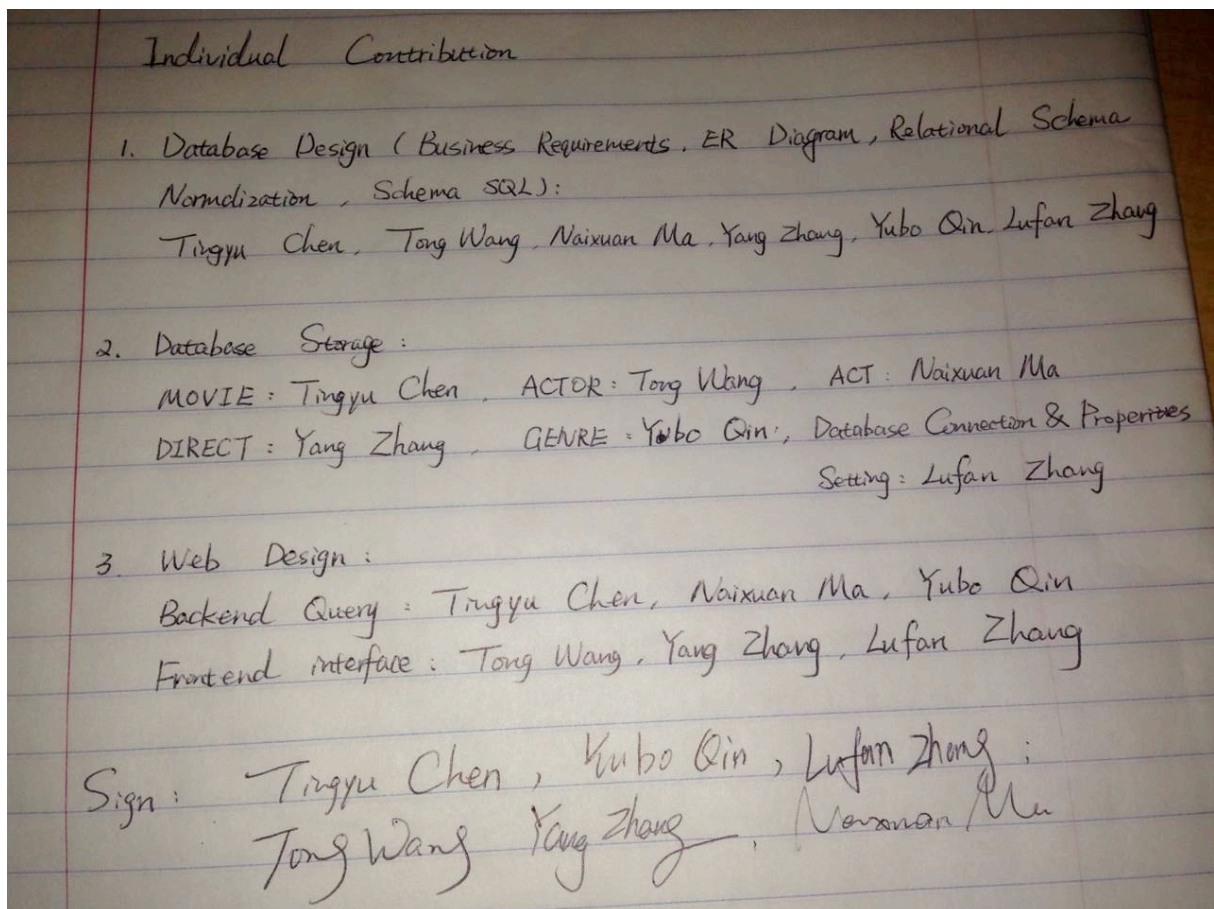 Individual Contribution
1. Database Design (Business Requirements, ER Diagram, Relational Schema
Normalization, Schema SQL):
Tingyu Chen, Tong Wang, Naixuan Ma, Yang Zhang, Yubo Qin, Lufan Zhang
2. Database Storage:
MOVIE: Tingyu Chen, ACTOR: Tong Wang, ACT: Naixuan Ma
DIRECT: Yang Zhang, GENRE: Yubo Qin, Database Connection & Properties
Setting: Lufan Zhang
3. Web Design:
Backend Query: Tingyu Chen, Naixuan Ma, Yubo Qin
Frontend interface: Tong Wang, Yang Zhang, Lufan Zhang
Sign: Tingyu Chen, Yubo Qin, Lufan Zhang;
Tong Wang Yang Zhang, Naixuan Ma